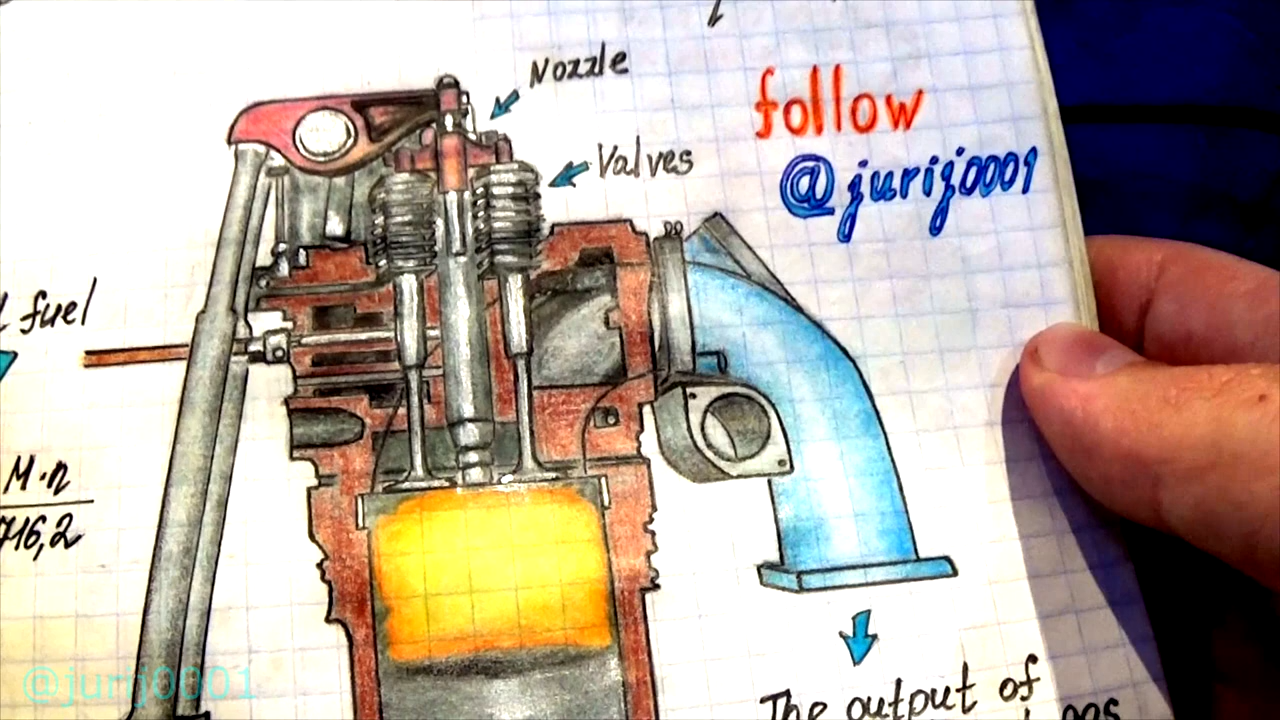 Nozzle
follow
Valves
@jurij0001
fuel
M·n
716,2
The output of
@jurij0001